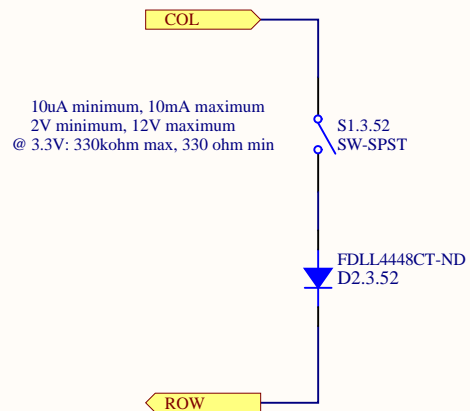 COL
10uA minimum, 10mA maximum
2V minimum, 12V maximum
@ 3.3V: 330kohm max, 330 ohm min
S1.3.52
SW-SPST
FDLL4448CT-ND
D2.3.52
ROW